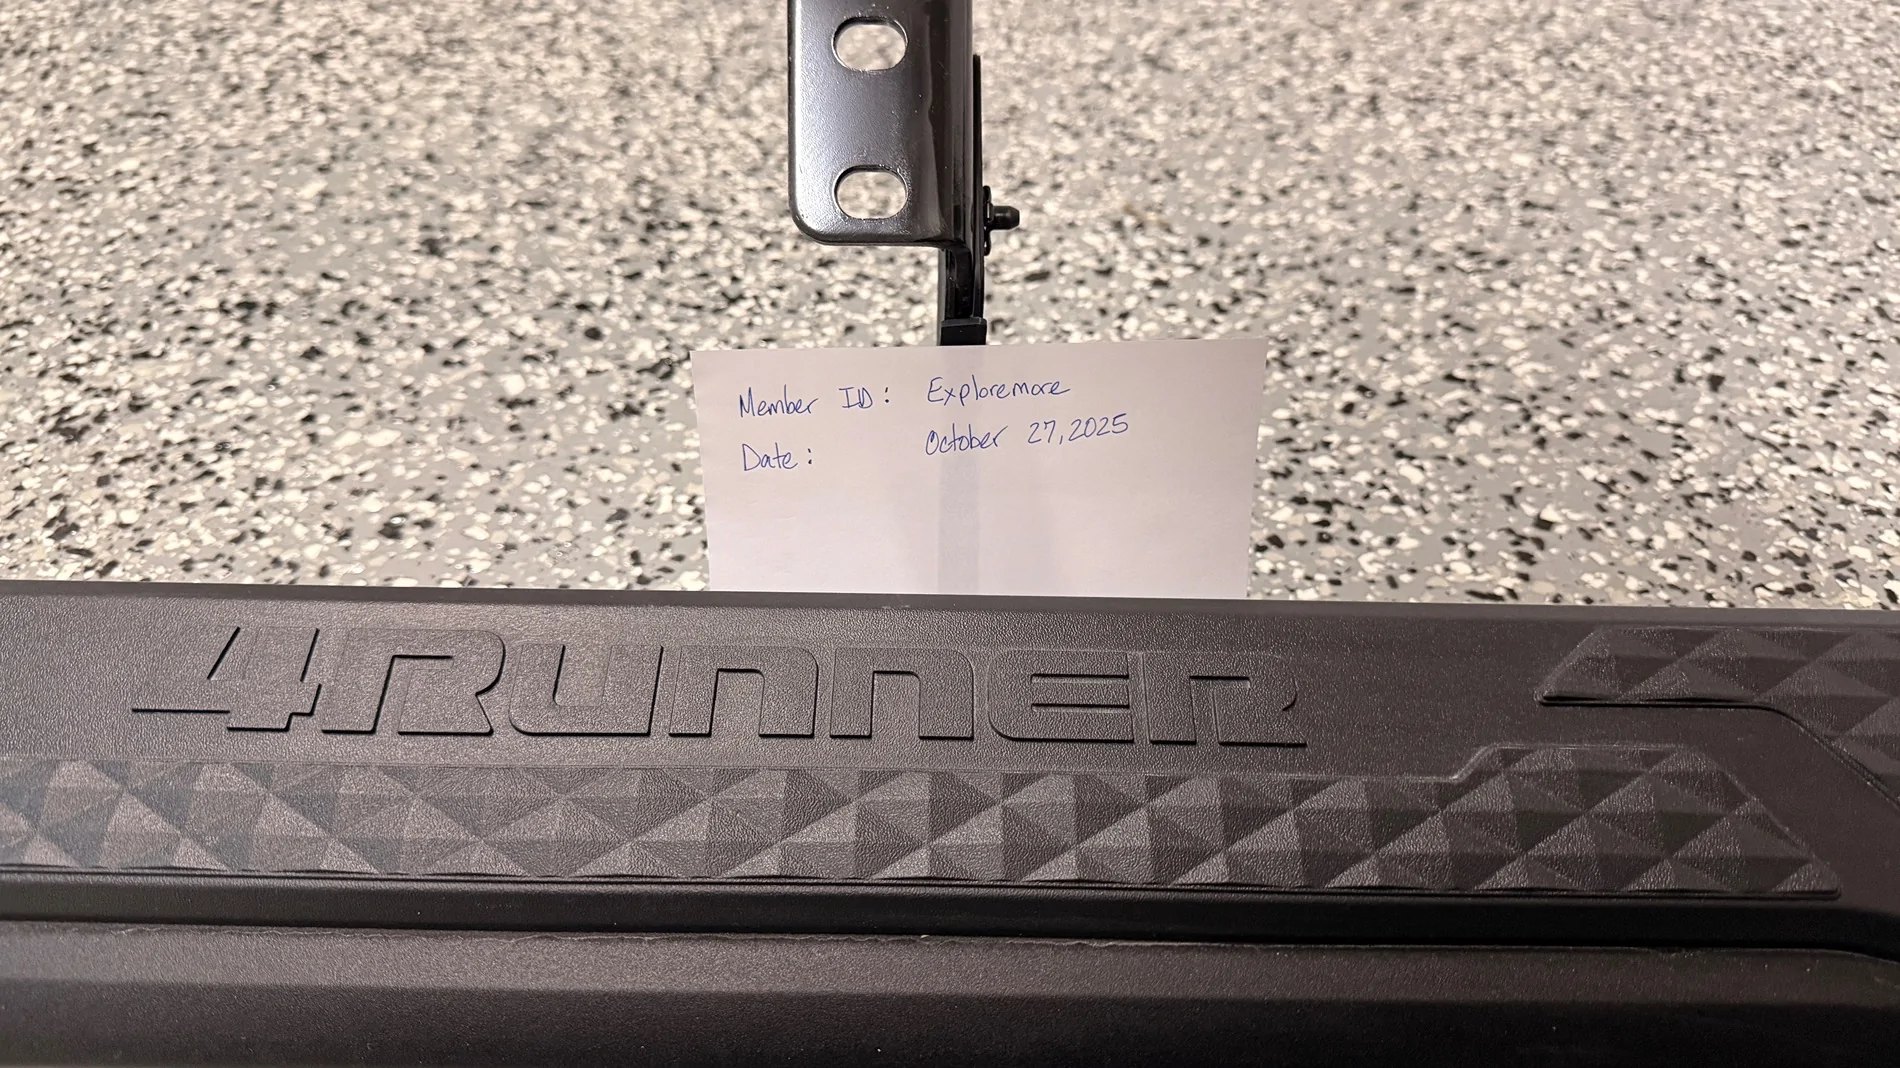 Member ID: Exploremore
Date: October 27, 2025
4RUNNER